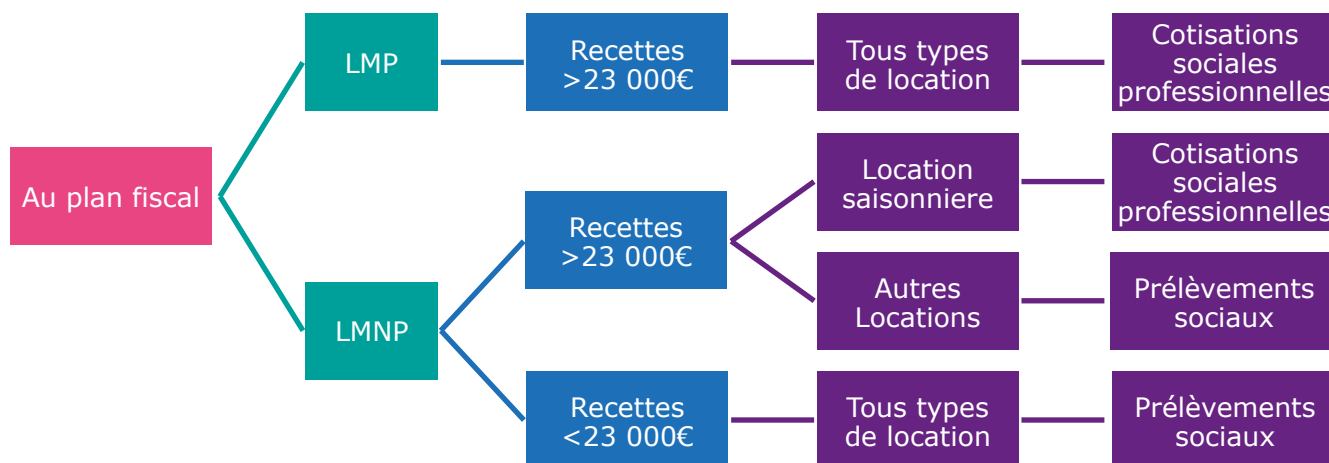 LMP
Recettes
>23 000€
Tous types
de location
Cotisations
sociales
professionnelles
Au plan fiscal
LMNP
Recettes
>23 000€
Location
saisonniere
Cotisations
sociales
professionnelles
Autres
Locations
Prélèvements
sociaux
Recettes
<23 000€
Tous types
de location
Prélèvements
sociaux